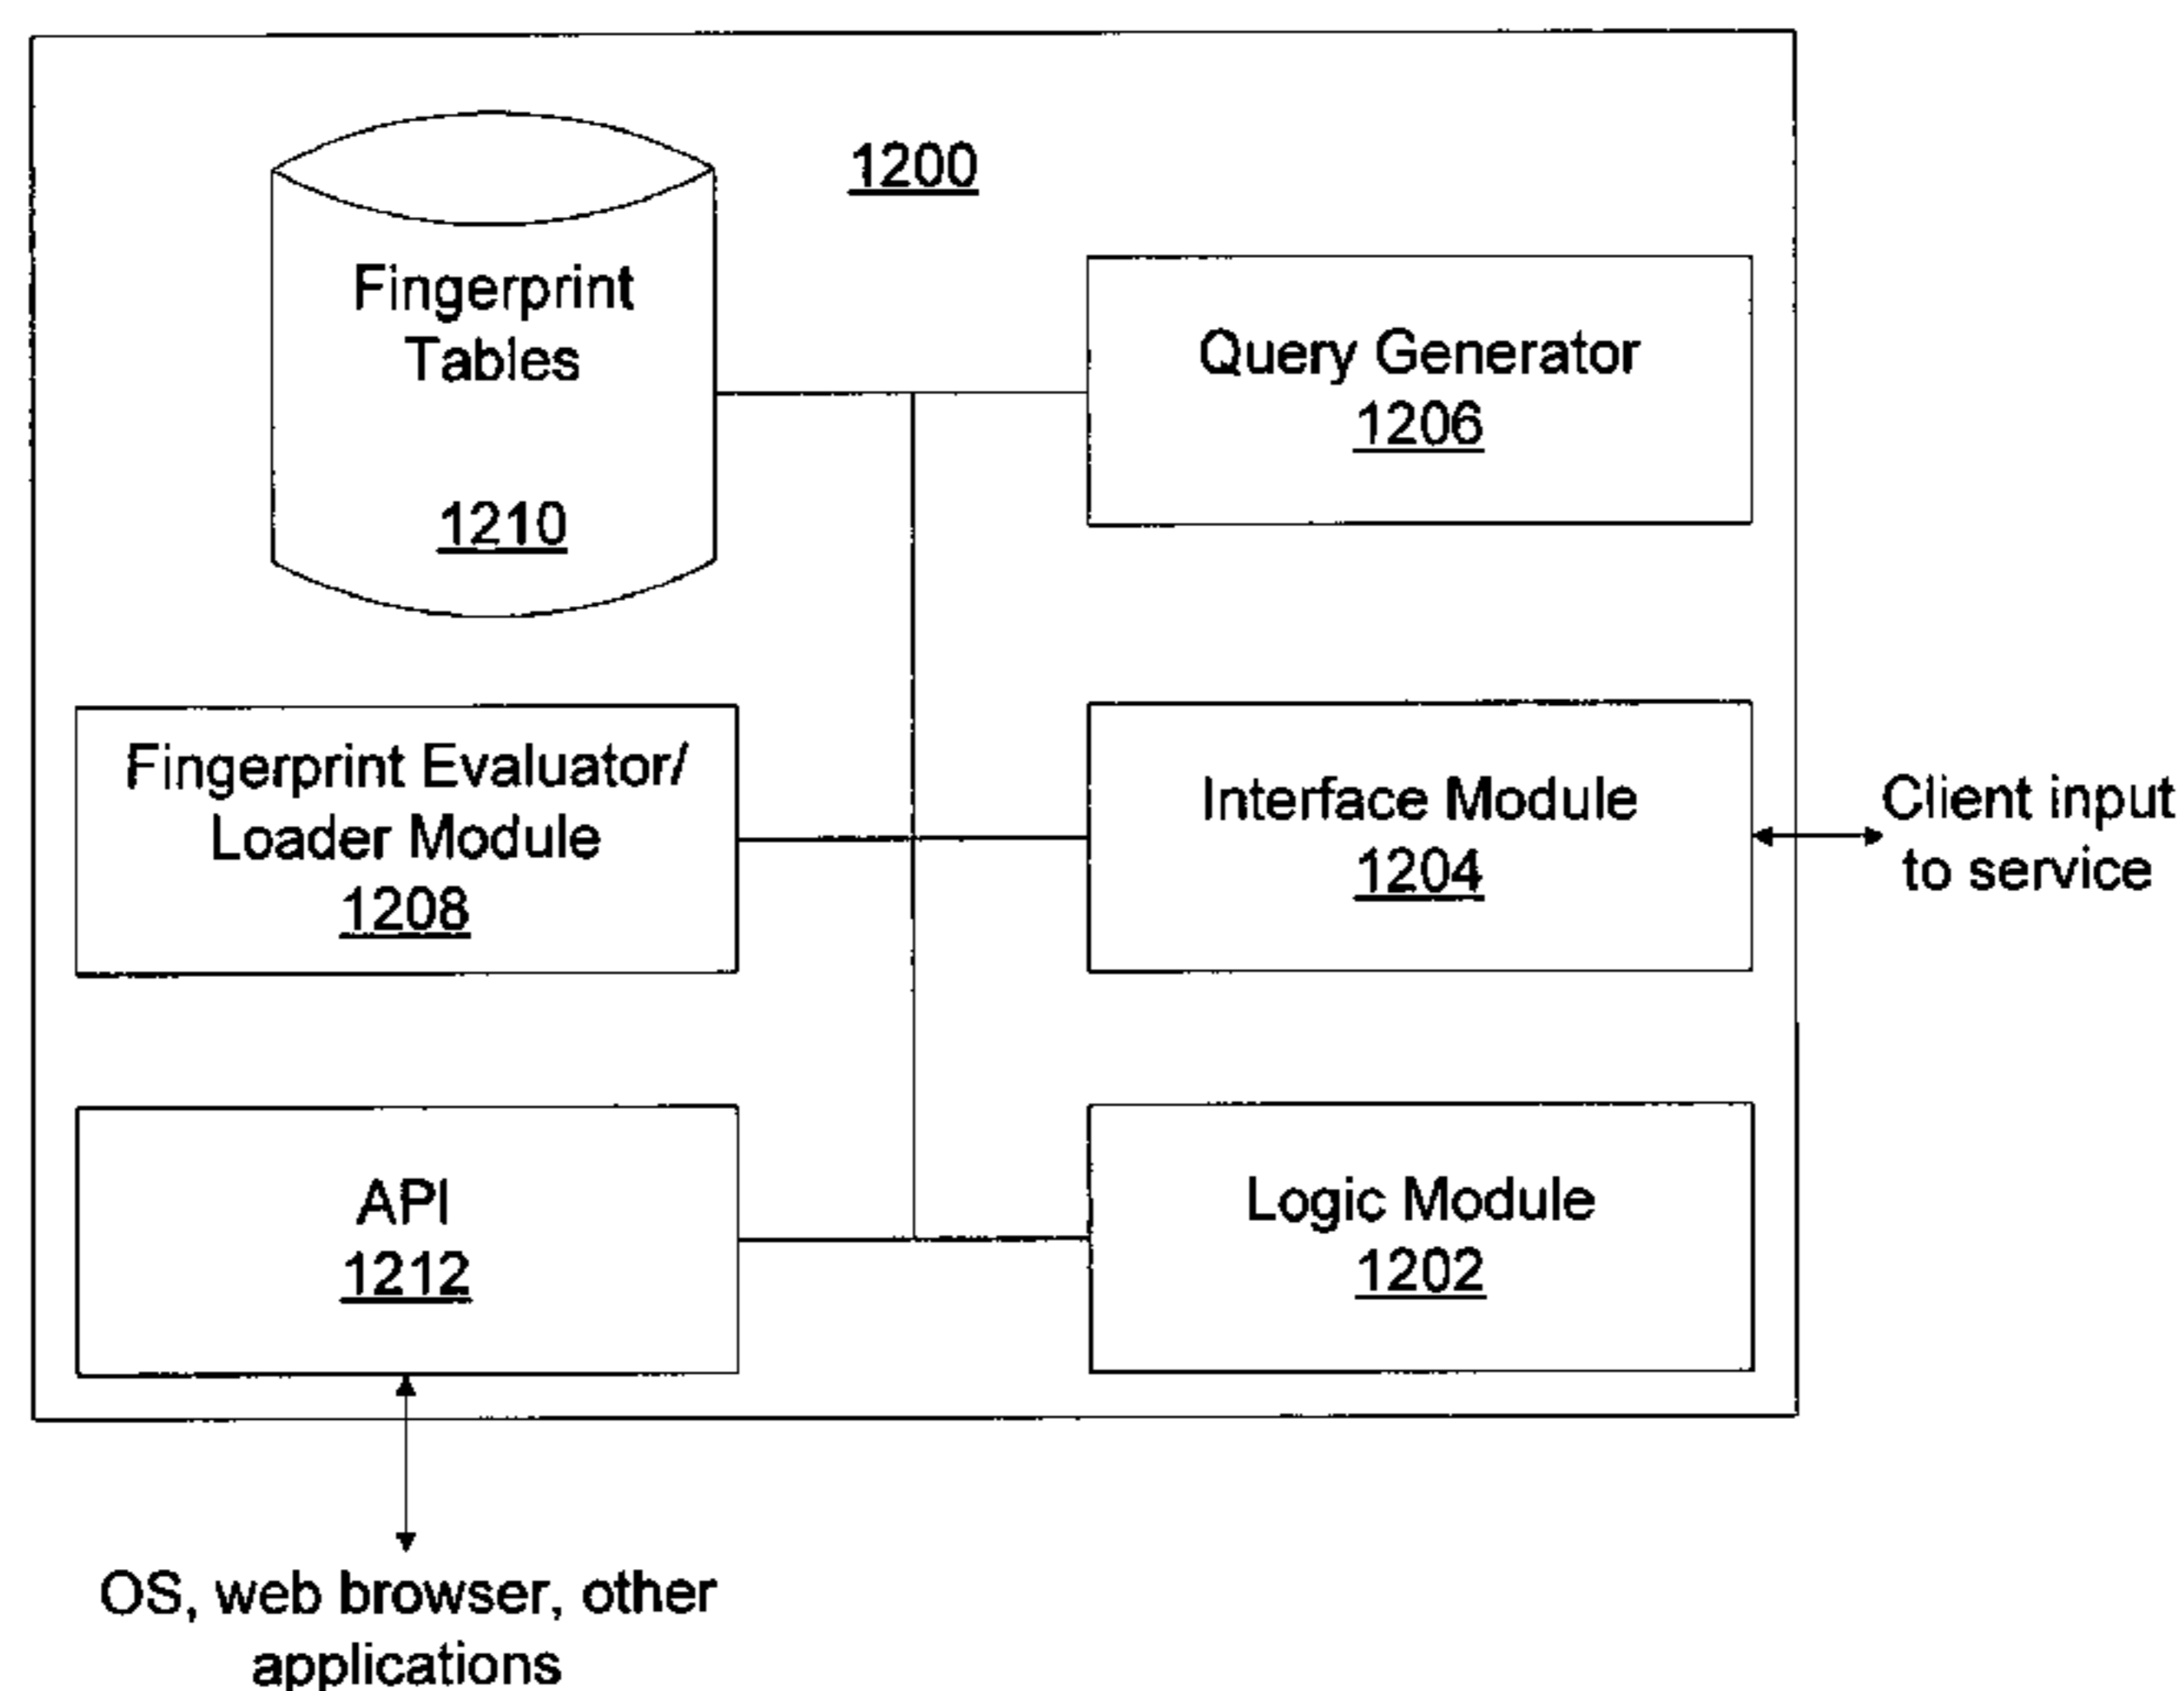 1200
Fingerprint
Tables
1210
Query Generator
1206
Fingerprint Evaluator/
Loader Module
1208
Interface Module
1204
Client input
to service
API
1212
Logic Module
1202
OS, web browser, other
applications